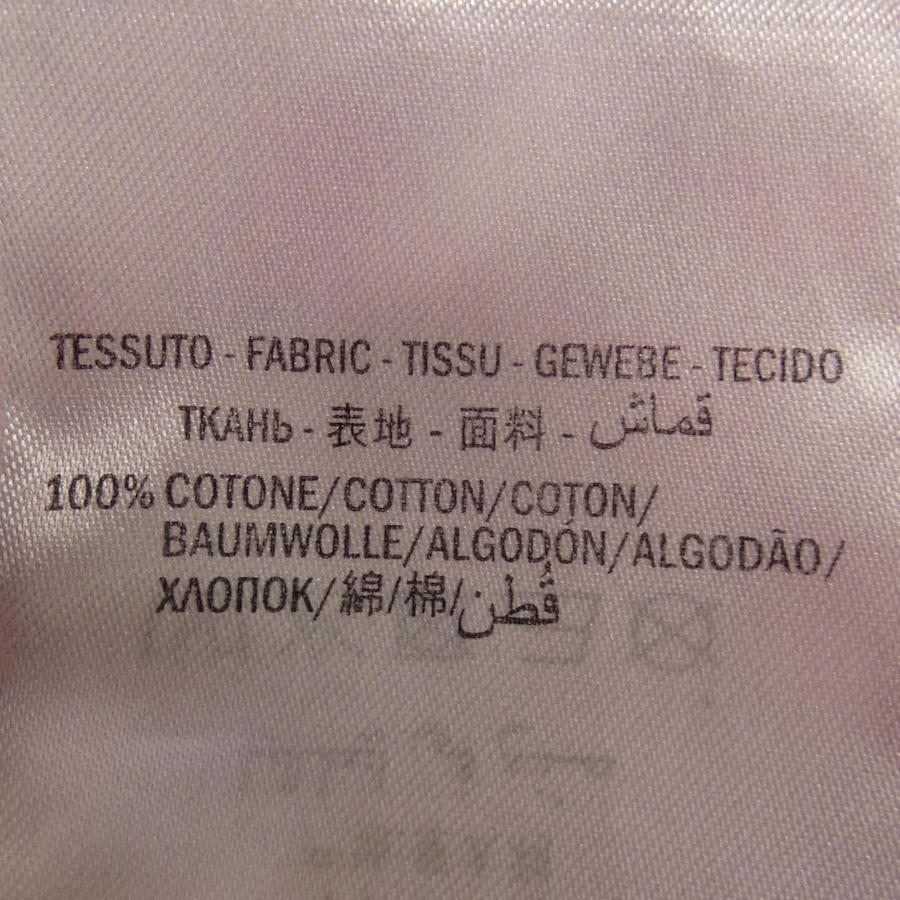 TESSUTO - FABRIC - TISSU - GEWEBE - TECIDO
ТКАНЬ - 表地 - 面料 - قماش
100% COTONE/COTTON/COTON/
BAUMWOLLE/ALGODÓN/ALGODÃO/
ХЛОПОК/綿/棉/قُطن